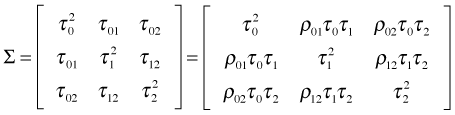 Σ = [ τ₀² τ₀₁ τ₀₂ ] = [ τ₀² ρ₀₁τ₀τ₁ ρ₀₂τ₀τ₂ ]
[ τ₀₁ τ₁² τ₁₂ ] [ ρ₀₁τ₀τ₁ τ₁² ρ₁₂τ₁τ₂ ]
[ τ₀₂ τ₁₂ τ₂² ] [ ρ₀₂τ₀τ₂ ρ₁₂τ₁τ₂ τ₂² ]